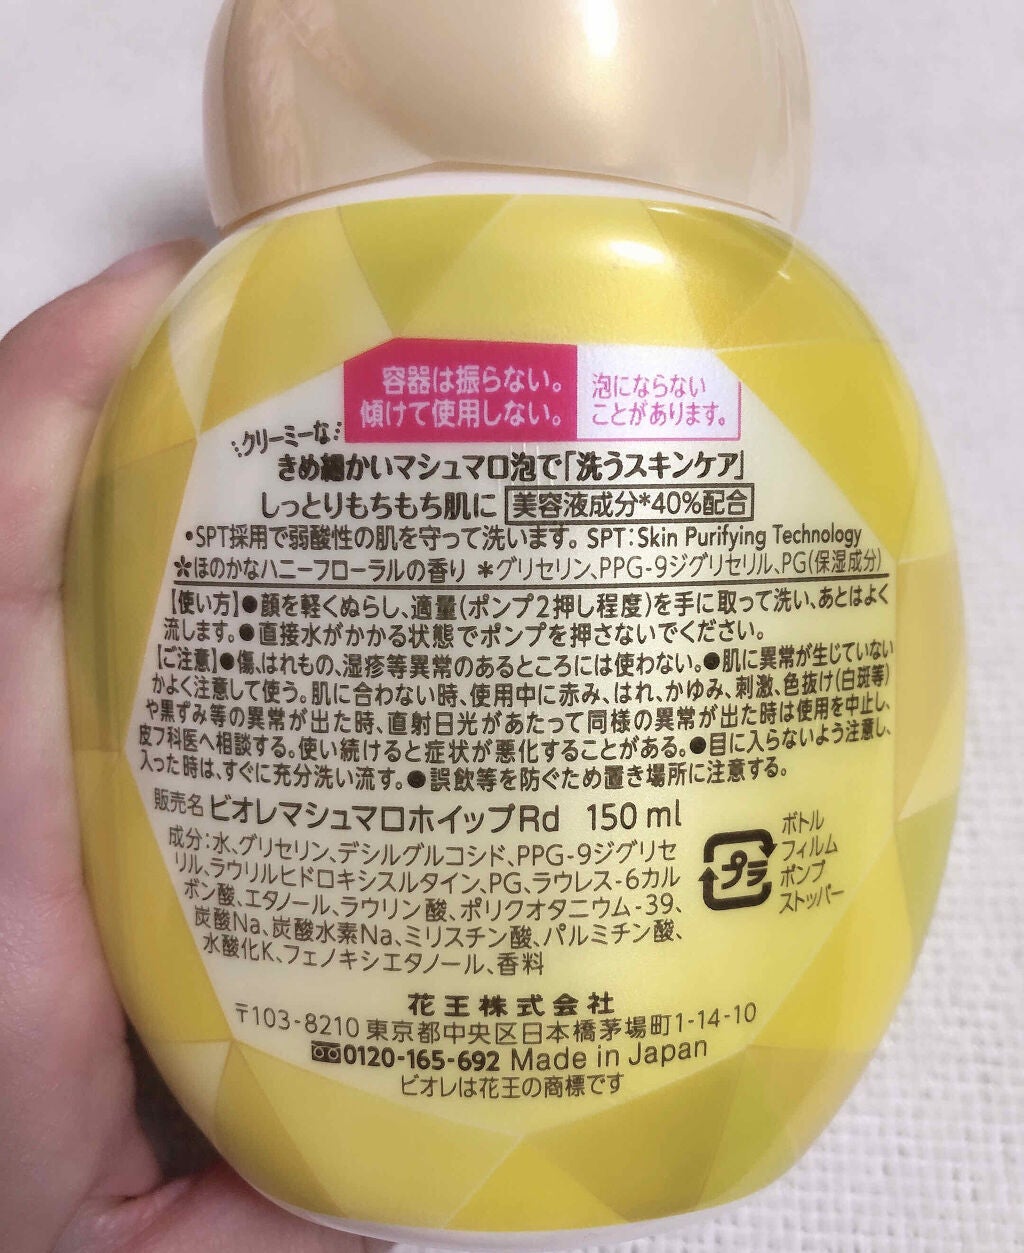 容器は振らない。
傾けて使用しない。
泡にならない
ことがあります。
クリーミーな
きめ細かいマシュマロ泡で「洗うスキンケア」
しっとりもちもち肌に 美容液成分*40%配合
・SPT採用で弱酸性の肌を守って洗います。SPT:Skin Purifying Technology
*ほのかなハニーフローラルの香り *グリセリン、PPG-9ジグリセリル、PG(保湿成分)
【使い方】●顔を軽くぬらし、適量(ポンプ2押し程度)を手に取って洗い、あとはよく
流します。●直接水がかかる状態でポンプを押さないでください。
【ご注意】●傷、はれもの、湿疹等異常のあるところには使わない。●肌に異常が生じていない
かよく注意して使う。肌に合わない時、使用中に赤み、はれ、かゆみ、刺激、色抜け(白斑等)
や黒ずみ等の異常が出た時、直射日光があたって同様の異常が出た時は使用を中止し、
皮フ科医へ相談する。使い続けると症状が悪化することがある。●目に入らないよう注意し、
入った時は、すぐに充分洗い流す。●誤飲等を防ぐため置き場所に注意する。
販売名 ビオレマシュマロホイップRd 150ml
成分:水、グリセリン、デシルグルコシド、PPG-9ジグリセ
リル、ラウリルヒドロキシスルタイン、PG、ラウレス-6カル
ボン酸、エタノール、ラウリン酸、ポリクオタニウム-39、
炭酸Na、炭酸水素Na、ミリスチン酸、パルミチン酸、
水酸化K、フェノキシエタノール、香料
プラ
ボトル
フィルム
ポンプ
ストッパー
花王株式会社
〒103-8210 東京都中央区日本橋茅場町1-14-10
0120-165-692 Made in Japan
ビオレは花王の商標です